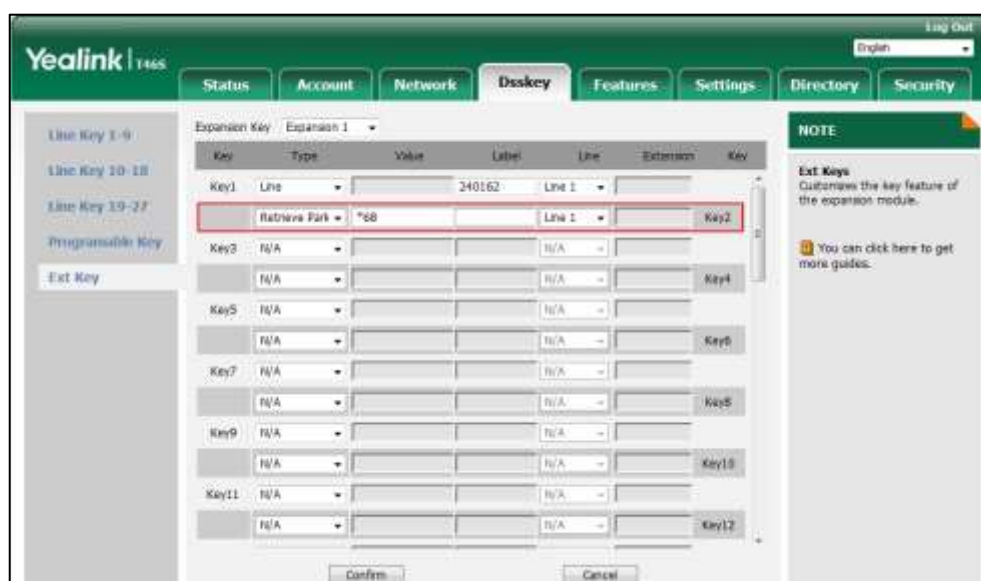 Log Out
Yealink | T46S
English
Status Account Network Dsskey Features Settings Directory Security
Line Key 1-9
Line Key 10-18
Line Key 19-27
Programable Key
Ext Key
Expansion Key Expansion 1
Key Type Value Label Line Extension Key
Key1 Line 240162 Line 1
Retrieve Park *68 Line 1 Key2
Key3 N/A N/A
N/A N/A Key4
Key5 N/A N/A
N/A N/A Key6
Key7 N/A N/A
N/A N/A Key8
Key9 N/A N/A
N/A N/A Key10
Key11 N/A N/A
N/A N/A Key12
Confirm Cancel
NOTE
Ext Keys
Customizes the key feature of
the expansion module.
You can click here to get
more guides.